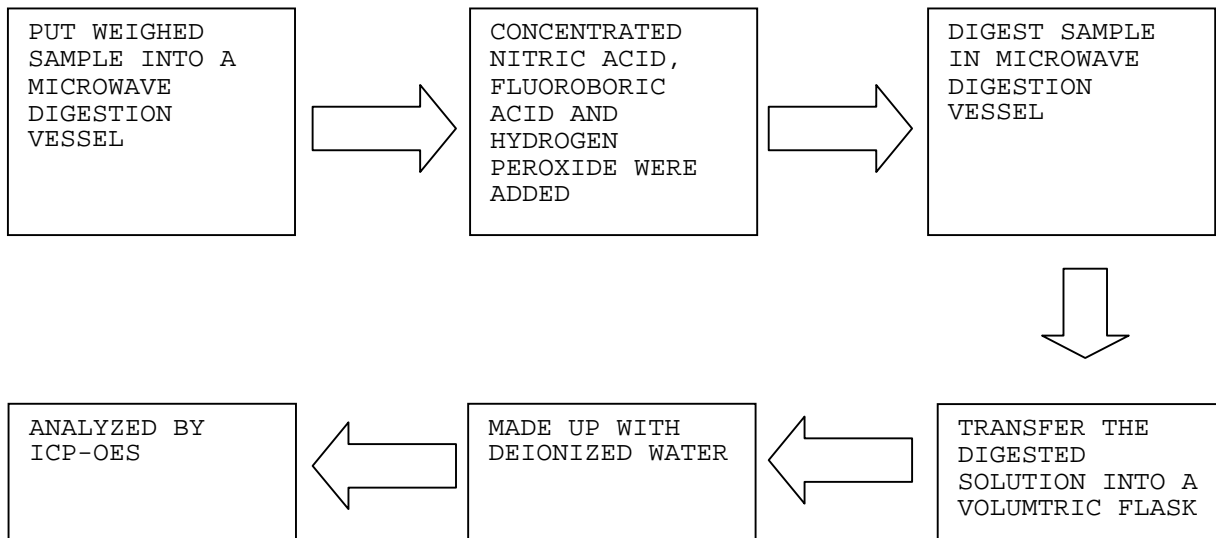 PUT WEIGHED
SAMPLE INTO A
MICROWAVE
DIGESTION
VESSEL
CONCENTRATED
NITRIC ACID,
FLUOROBORIC
ACID AND
HYDROGEN
PEROXIDE WERE
ADDED
DIGEST SAMPLE
IN MICROWAVE
DIGESTION
VESSEL
TRANSFER THE
DIGESTED
SOLUTION INTO A
VOLUMTRIC FLASK
MADE UP WITH
DEIONIZED WATER
ANALYZED BY
ICP-OES